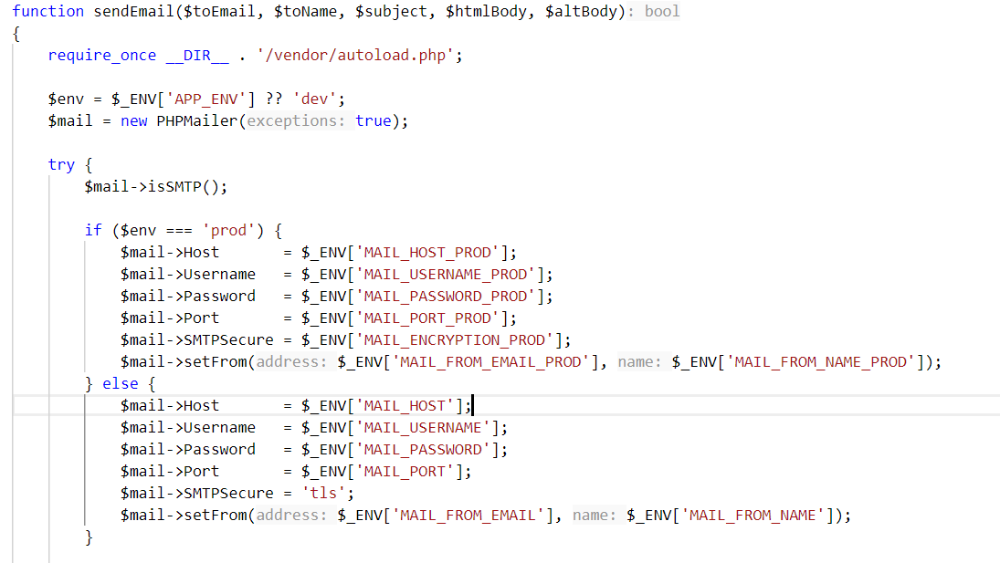 function sendEmail($toEmail, $toName, $subject, $htmlBody, $altBody): bool
{
    require_once __DIR__ . '/vendor/autoload.php';

    $env = $_ENV['APP_ENV'] ?? 'dev';
    $mail = new PHPMailer(exceptions: true);

    try {
        $mail->isSMTP();

        if ($env === 'prod') {
            $mail->Host       = $_ENV['MAIL_HOST_PROD'];
            $mail->Username   = $_ENV['MAIL_USERNAME_PROD'];
            $mail->Password   = $_ENV['MAIL_PASSWORD_PROD'];
            $mail->Port       = $_ENV['MAIL_PORT_PROD'];
            $mail->SMTPSecure = $_ENV['MAIL_ENCRYPTION_PROD'];
            $mail->setFrom(address: $_ENV['MAIL_FROM_EMAIL_PROD'], name: $_ENV['MAIL_FROM_NAME_PROD']);
        } else {
            $mail->Host       = $_ENV['MAIL_HOST'];
            $mail->Username   = $_ENV['MAIL_USERNAME'];
            $mail->Password   = $_ENV['MAIL_PASSWORD'];
            $mail->Port       = $_ENV['MAIL_PORT'];
            $mail->SMTPSecure = 'tls';
            $mail->setFrom(address: $_ENV['MAIL_FROM_EMAIL'], name: $_ENV['MAIL_FROM_NAME']);
        }